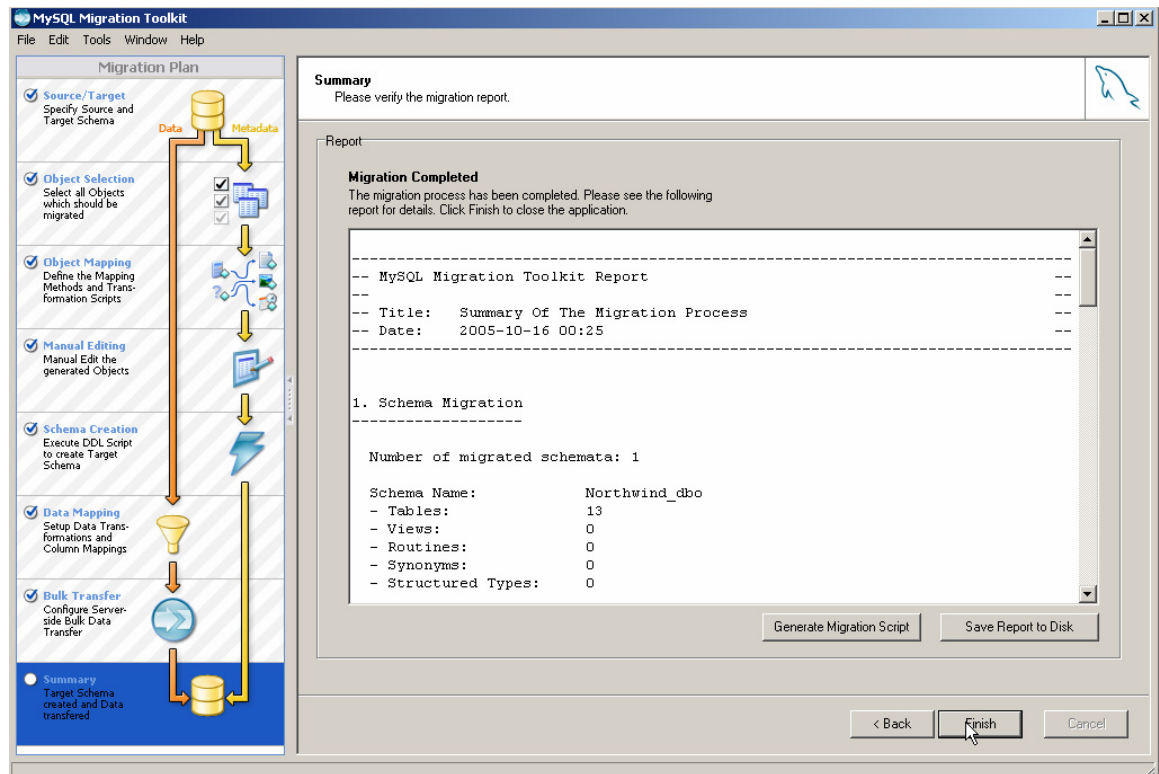 MySQL Migration Toolkit
File Edit Tools Window Help
Migration Plan
Source/Target
Specify Source and
Target Schema
Data
Metadata
Object Selection
Select all Objects
which should be
migrated
Object Mapping
Define the Mapping
Methods and Trans-
formation Scripts
Manual Editing
Manual Edit the
generated Objects
Schema Creation
Execute DDL Script
to create Target
Schema
Data Mapping
Setup Data Trans-
formations and
Column Mappings
Bulk Transfer
Configure Server-
side Bulk Data
Transfer
Summary
Target Schema
created and Data
transfered
Summary
Please verify the migration report.
Report
Migration Completed
The migration process has been completed. Please see the following
report for details. Click Finish to close the application.
--------------------------------------------------------------------------------
-- MySQL Migration Toolkit Report --
-- --
-- Title: Summary Of The Migration Process --
-- Date: 2005-10-16 00:25 --
--------------------------------------------------------------------------------
1. Schema Migration
-------------------
Number of migrated schemata: 1
Schema Name: Northwind_dbo
- Tables: 13
- Views: 0
- Routines: 0
- Synonyms: 0
- Structured Types: 0
Generate Migration Script
Save Report to Disk
< Back
Finish
Cancel